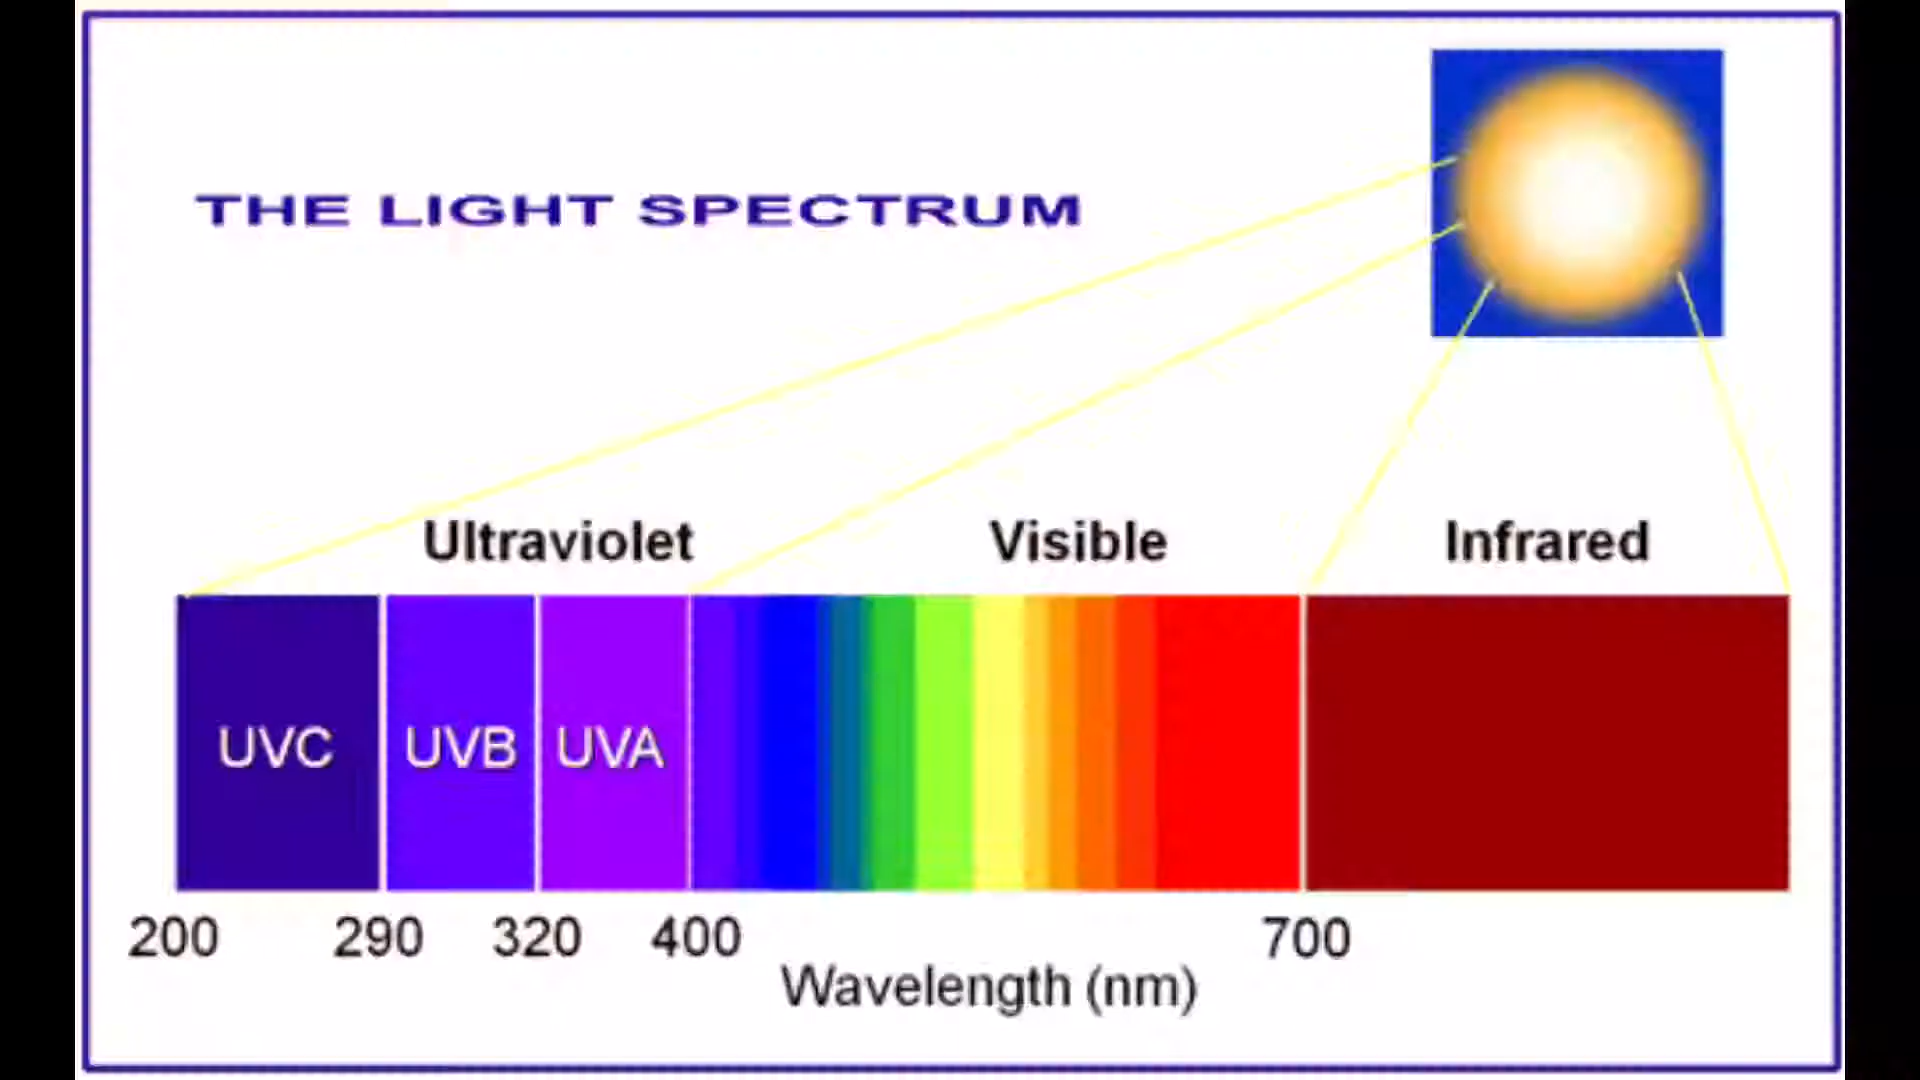 THE LIGHT SPECTRUM
Ultraviolet Visible Infrared
UVC UVB UVA
200 290 320 400 700
Wavelength (nm)